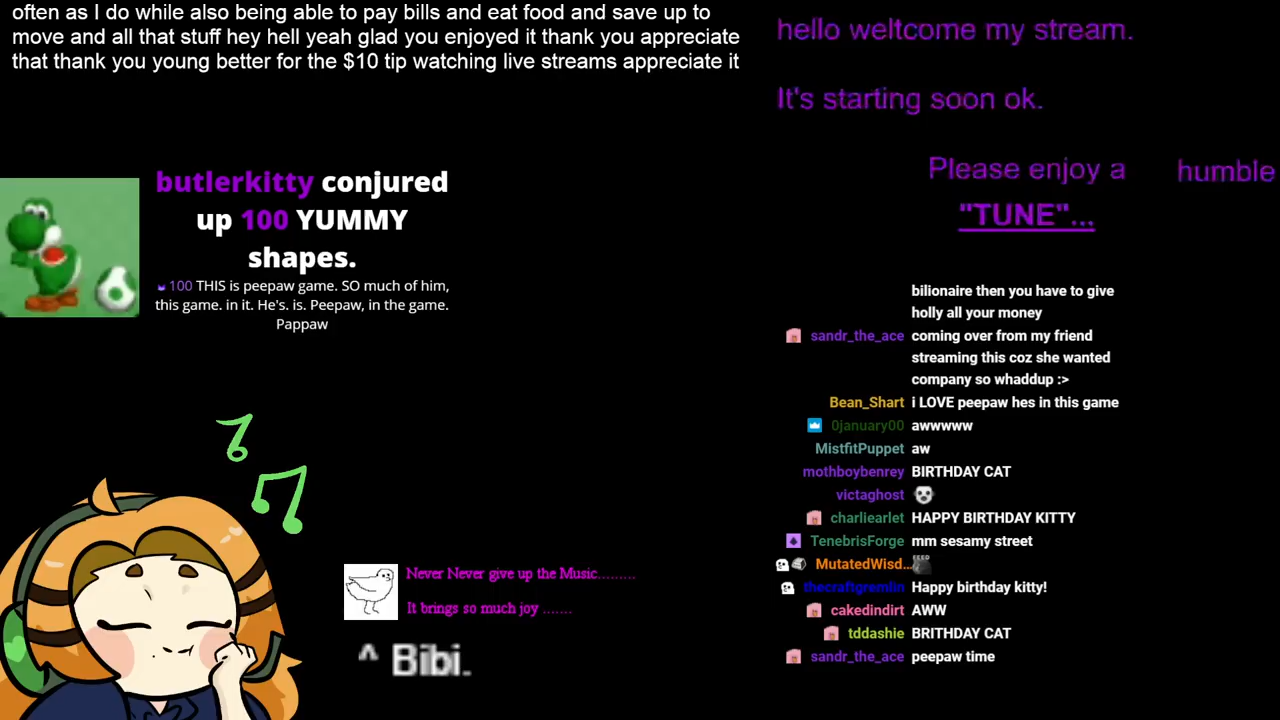 often as I do while also being able to pay bills and eat food and save up to
move and all that stuff hey hell yeah glad you enjoyed it thank you appreciate
that thank you young better for the $10 tip watching live streams appreciate it
hello weltcome my stream.
It's starting soon ok.
Please enjoy a humble
"TUNE"...
butlerkitty conjured
up 100 YUMMY
shapes.
100 THIS is peepaw game. SO much of him,
this game. in it. He's. is. Peepaw, in the game.
Pappaw
bilionaire then you have to give
holly all your money
sandr_the_ace coming over from my friend
streaming this coz she wanted
company so whaddup :>
Bean_Shart i LOVE peepaw hes in this game
0january00 awwwww
MistfitPuppet aw
mothboybenrey BIRTHDAY CAT
victaghost
charliearlet HAPPY BIRTHDAY KITTY
TenebrisForge mm sesamy street
MutatedWisd...
thecraftgremlin Happy birthday kitty!
cakedindirt AWW
tddashie BRITHDAY CAT
sandr_the_ace peepaw time
Never Never give up the Music.........
It brings so much joy .......
^ Bibi.